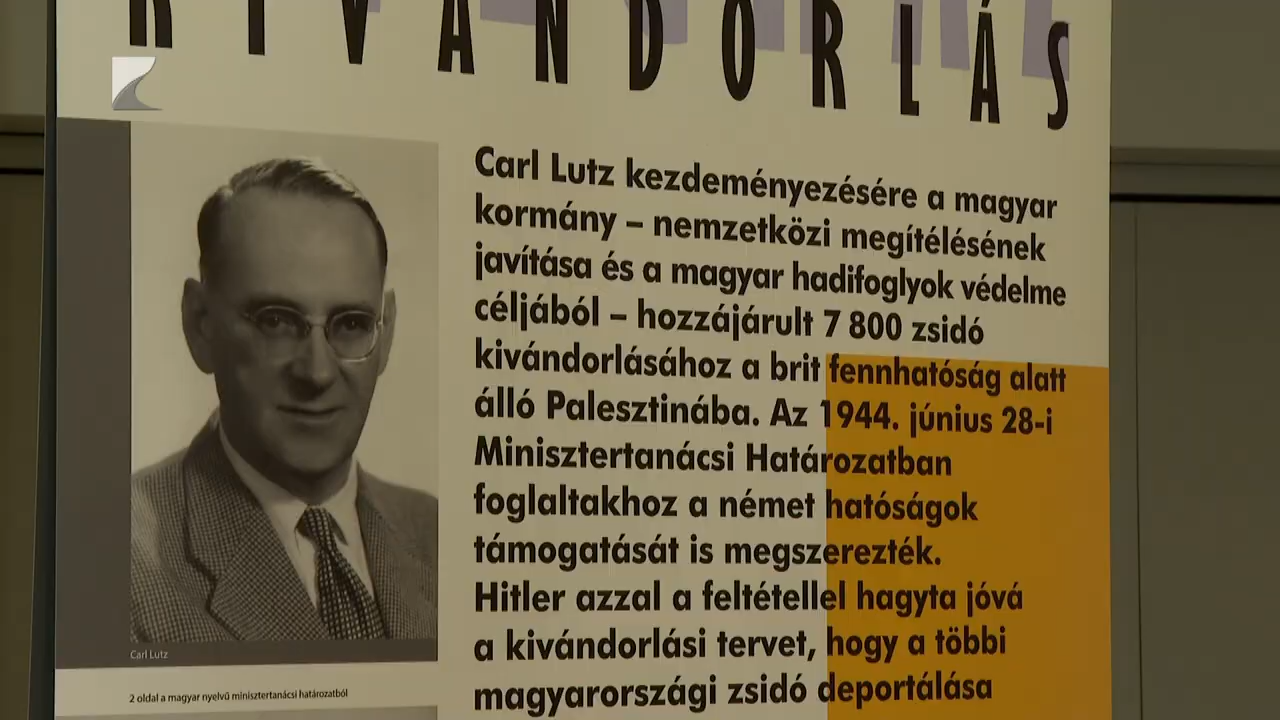 KIVÁNDORLÁS
Carl Lutz kezdeményezésére a magyar
kormány – nemzetközi megítélésének
javítása és a magyar hadifoglyok védelme
céljából – hozzájárult 7 800 zsidó
kivándorlásához a brit fennhatóság alatt
álló Palesztinába. Az 1944. június 28-i
Minisztertanácsi Határozatban
foglaltakhoz a német hatóságok
támogatását is megszerezték.
Hitler azzal a feltétellel hagyta jóvá
a kivándorlási tervet, hogy a többi
magyarországi zsidó deportálása
Carl Lutz
2 oldal a magyar nyelvű minisztertanácsi határozatból